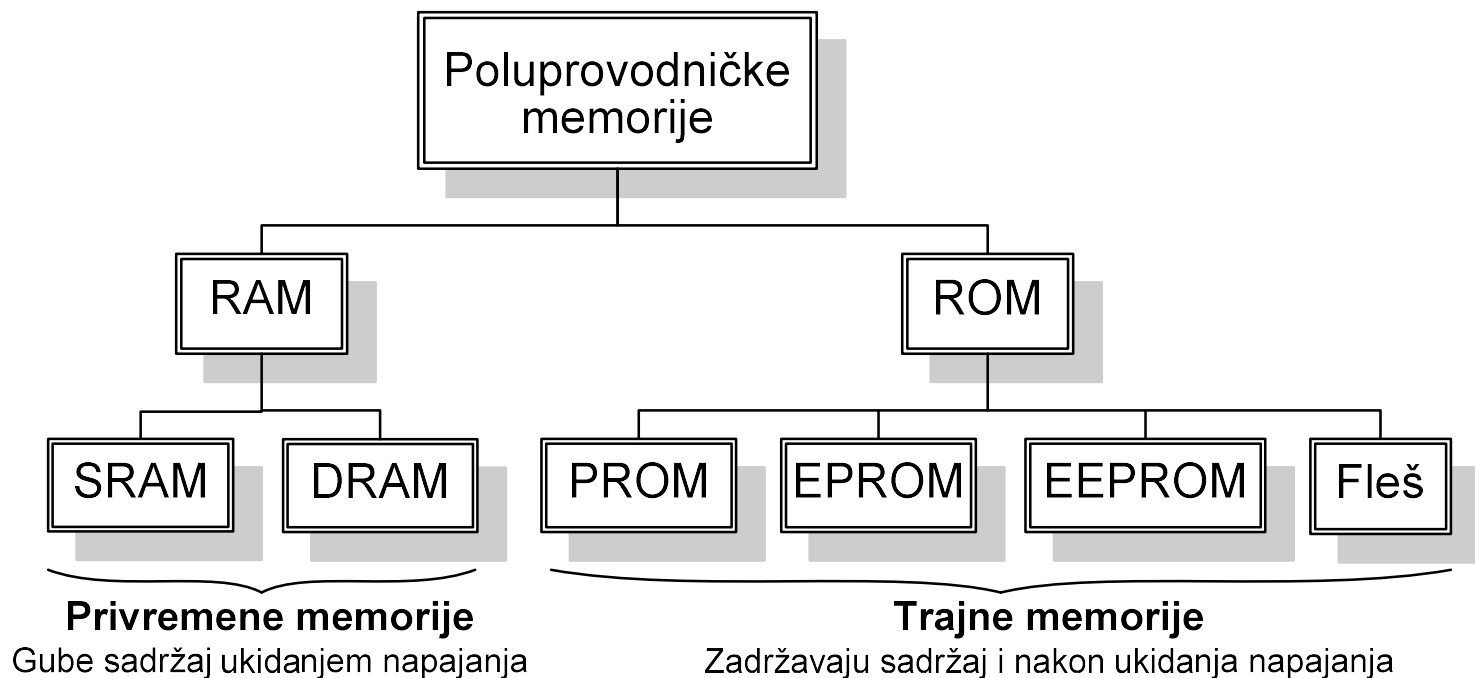 Poluprovodničke
memorije
RAM
ROM
SRAM
DRAM
PROM
EPROM
EEPROM
Fleš
Privremene memorije
Gube sadržaj ukidanjem napajanja
Trajne memorije
Zadržavaju sadržaj i nakon ukidanja napajanja